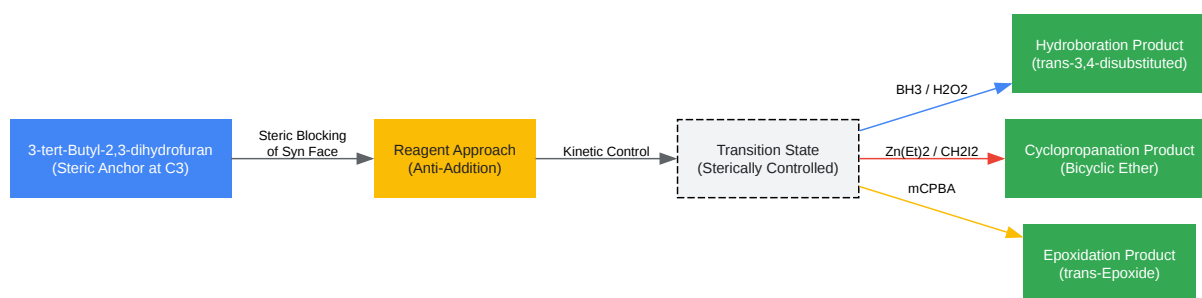 3-tert-Butyl-2,3-dihydrofuran
(Steric Anchor at C3)
Steric Blocking
of Syn Face
Reagent Approach
(Anti-Addition)
Kinetic Control
Transition State
(Sterically Controlled)
BH3 / H2O2
Zn(Et)2 / CH2I2
mCPBA
Hydroboration Product
(trans-3,4-disubstituted)
Cyclopropanation Product
(Bicyclic Ether)
Epoxidation Product
(trans-Epoxide)